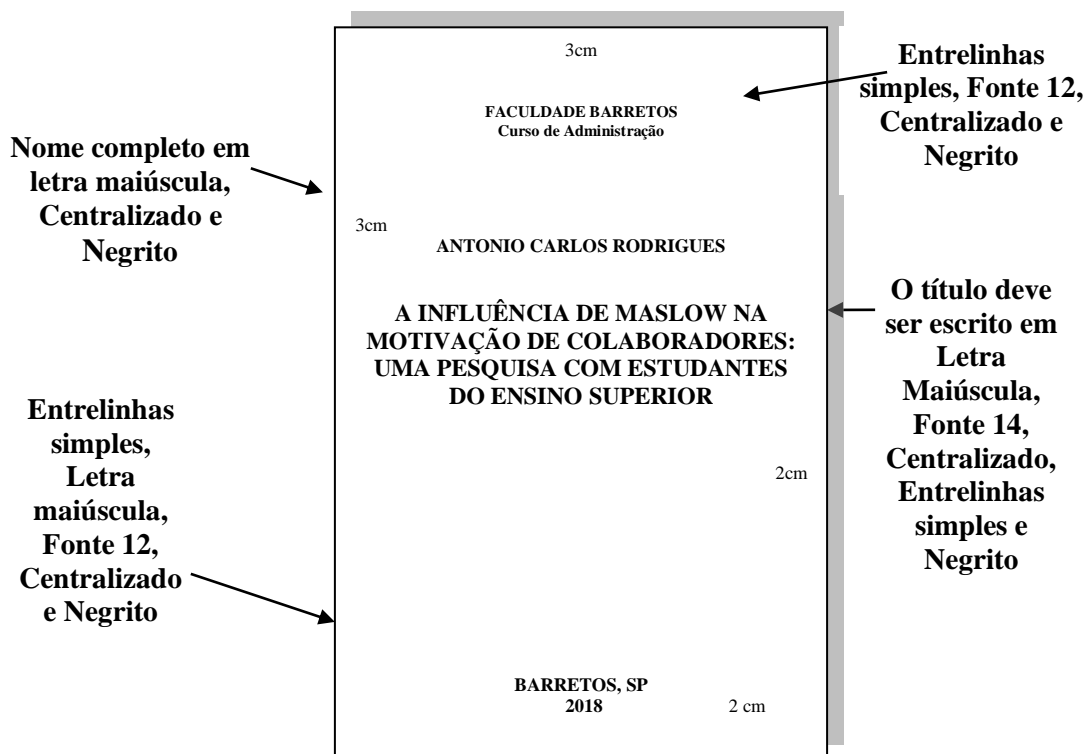 3cm
Entrelinhas
simples, Fonte 12,
Centralizado e
Negrito
FACULDADE BARRETOS
Curso de Administração
Nome completo em
letra maiúscula,
Centralizado e
Negrito
3cm
ANTONIO CARLOS RODRIGUES
A INFLUÊNCIA DE MASLOW NA
MOTIVAÇÃO DE COLABORADORES:
UMA PESQUISA COM ESTUDANTES
DO ENSINO SUPERIOR
O título deve
ser escrito em
Letra
Maiúscula,
Fonte 14,
Centralizado,
Entrelinhas
simples e
Negrito
Entrelinhas
simples,
Letra
maiúscula,
Fonte 12,
Centralizado
e Negrito
2cm
BARRETOS, SP
2018
2 cm